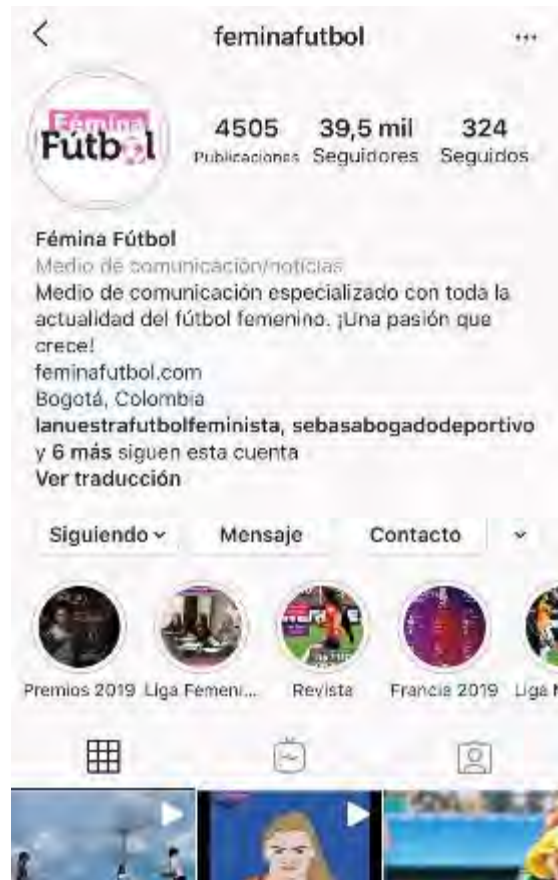 feminafutbol
Fémina
Fútbol
4505 39,5 mil 324
Publicaciones Seguidores Seguidos
Fémina Fútbol
Medio de comunicación/noticias
Medio de comunicación especializado con toda la
actualidad del fútbol femenino. ¡Una pasión que
crece!
feminafutbol.com
Bogotá, Colombia
lanuestrafutbolfeminista, sebasabogadodeportivo
y 6 más siguen esta cuenta
Ver traducción
Siguiendo Mensaje Contacto
Premios 2019 Liga Femeni... Revista Francia 2019 Liga